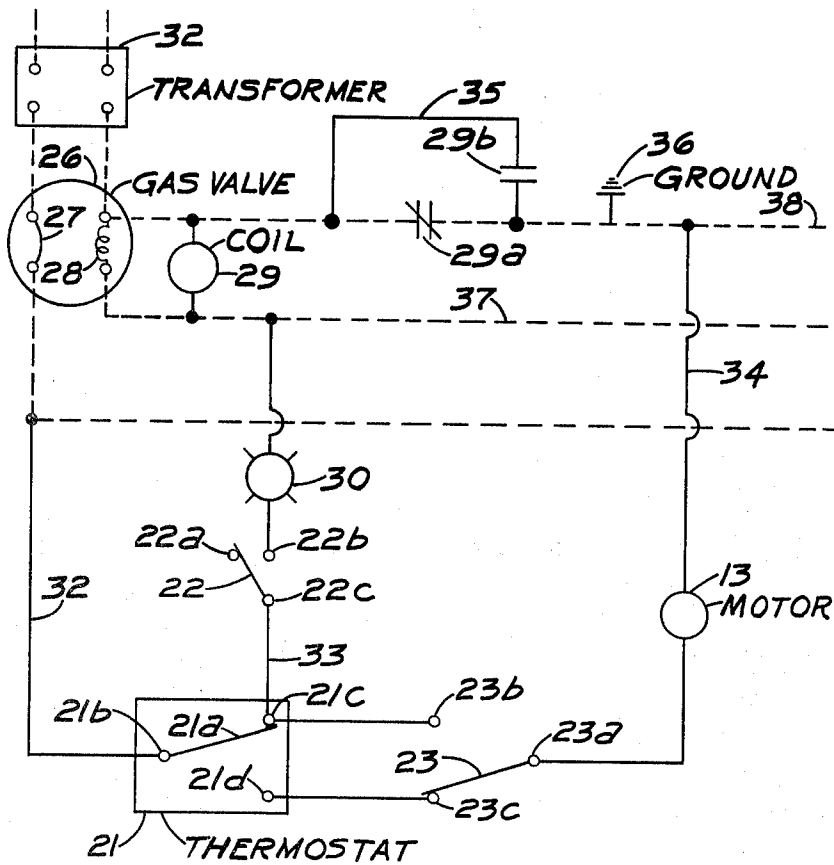 32
TRANSFORMER
35
29b
36
GROUND
26
GAS VALVE
27
28
COIL
29
29a
38
37
34
30
22a
22b
22
22c
32
13
MOTOR
33
21c
23b
21b
21a
23a
23
21d
23c
21
THERMOSTAT